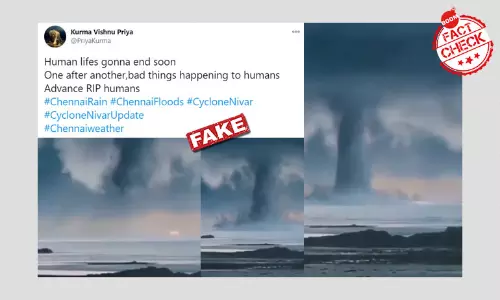 Kurma Vishnu Priya
@PriyaKurma
Human lifes gonna end soon
One after another,bad things happening to humans
Advance RIP humans
#ChennaiRain #ChennaiFloods #CycloneNivar
#CycloneNivarUpdate
#Chennaiweather
FAKE
BOOM
FACT
CHECK